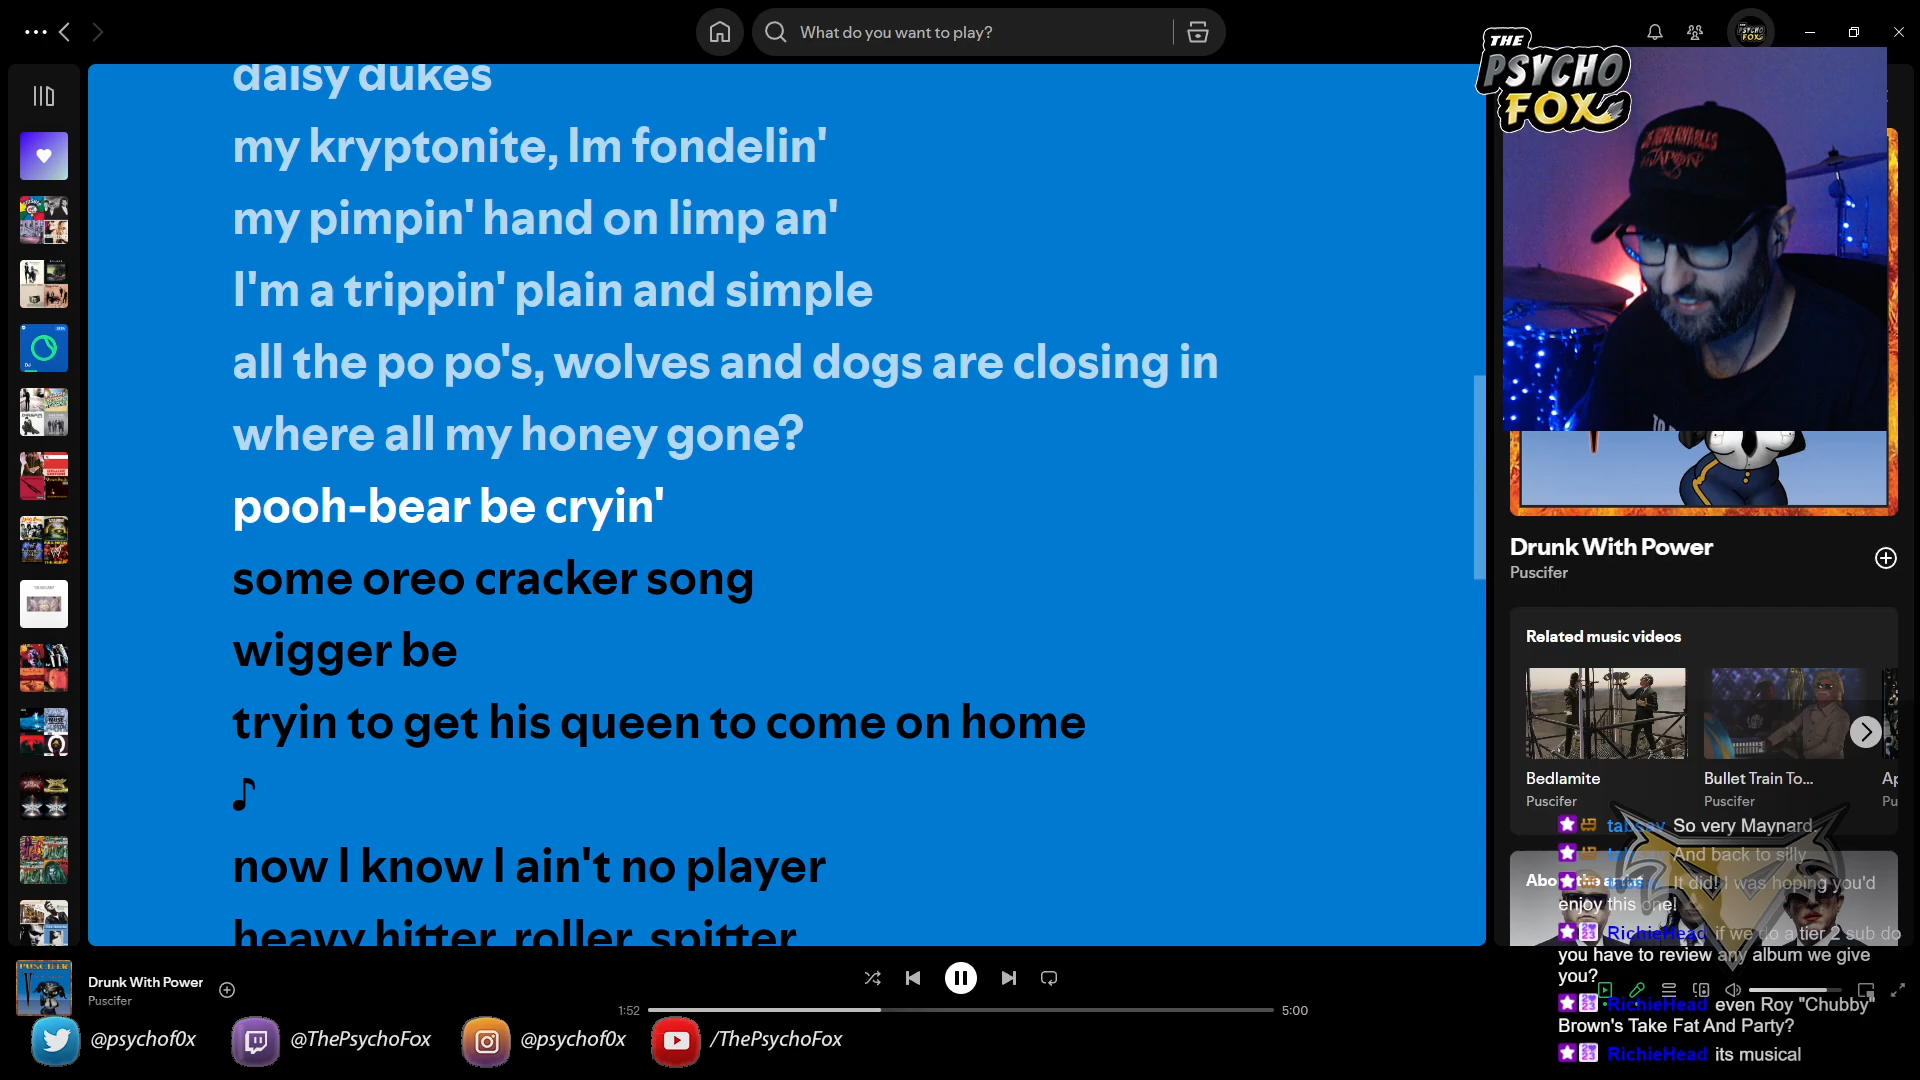 What do you want to play?
THE
PSYCHO
FOX
daisy dukes
my kryptonite, Im fondelin'
my pimpin' hand on limp an'
I'm a trippin' plain and simple
all the po po's, wolves and dogs are closing in
where all my honey gone?
pooh-bear be cryin'
some oreo cracker song
wigger be
tryin to get his queen to come on home
♪
now I know I ain't no player
heavy hitter, roller, spitter
Drunk With Power
Puscifer
Related music videos
Bedlamite
Puscifer
Bullet Train To...
Puscifer
Ap
Pu
tabsay So very Maynard.
And back to silly
It did! I was hoping you'd
enjoy this one!
RichieHead if we do a tier 2 sub do
you have to review any album we give
you?
RichieHead even Roy "Chubby"
Brown's Take Fat And Party?
RichieHead its musical
Drunk With Power
Puscifer
1:52
5:00
@psychof0x
@ThePsychoFox
@psychof0x
/ThePsychoFox